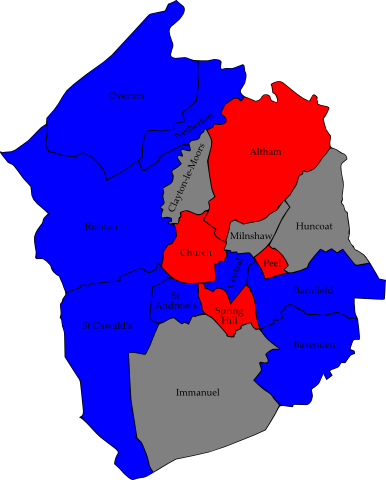 Overton
Netherton
Altham
Clayton-le-Moors
Rishton
Milnshaw
Huncoat
Church
Central
Peel
St
Andrew's
Barnfield
Spring
Hill
St Oswald's
Baxenden
Immanuel